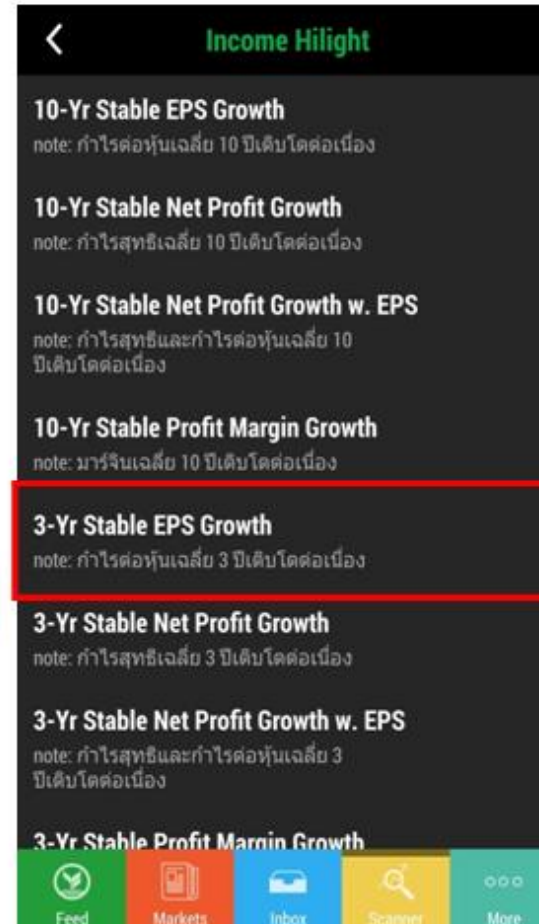 Income Hilight
10-Yr Stable EPS Growth
note: กำไรต่อหุ้นเฉลี่ย 10 ปีเติบโตต่อเนื่อง
10-Yr Stable Net Profit Growth
note: กำไรสุทธิเฉลี่ย 10 ปีเติบโตต่อเนื่อง
10-Yr Stable Net Profit Growth w. EPS
note: กำไรสุทธิและกำไรต่อหุ้นเฉลี่ย 10
ปีเติบโตต่อเนื่อง
10-Yr Stable Profit Margin Growth
note: มาร์จินเฉลี่ย 10 ปีเติบโตต่อเนื่อง
3-Yr Stable EPS Growth
note: กำไรต่อหุ้นเฉลี่ย 3 ปีเติบโตต่อเนื่อง
3-Yr Stable Net Profit Growth
note: กำไรสุทธิเฉลี่ย 3 ปีเติบโตต่อเนื่อง
3-Yr Stable Net Profit Growth w. EPS
note: กำไรสุทธิและกำไรต่อหุ้นเฉลี่ย 3
ปีเติบโตต่อเนื่อง
3-Yr Stable Profit Margin Growth
Feed Markets Inbox Scanner More